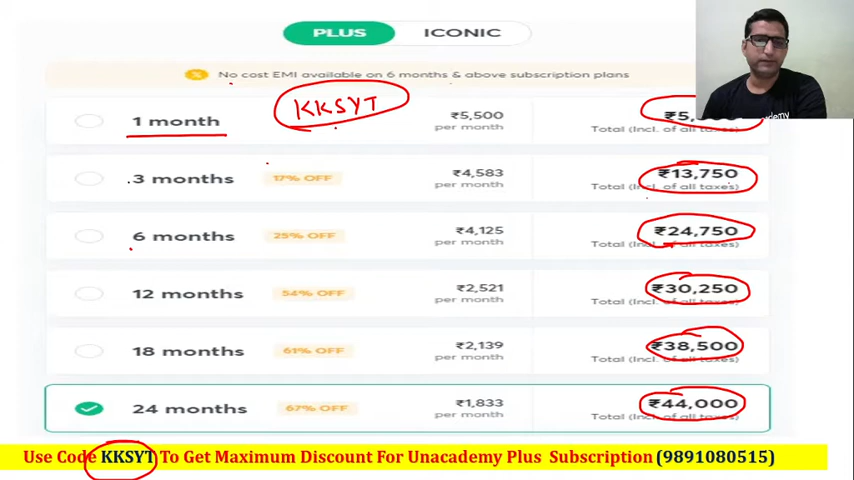 PLUS ICONIC
No cost EMI available on 6 months & above subscription plans
KKSYT
1 month ₹5,500
per month Total (Incl. of all taxes)
3 months 17% OFF ₹4,583 ₹13,750
per month Total (Incl. of all taxes)
6 months 25% OFF ₹4,125 ₹24,750
per month Total (Incl. of all taxes)
12 months 54% OFF ₹2,521 ₹30,250
per month Total (Incl. of all taxes)
18 months 61% OFF ₹2,139 ₹38,500
per month Total (Incl. of all taxes)
24 months 67% OFF ₹1,833 ₹44,000
per month Total (Incl. of all taxes)
Use Code KKSYT To Get Maximum Discount For Unacademy Plus Subscription (9891080515)